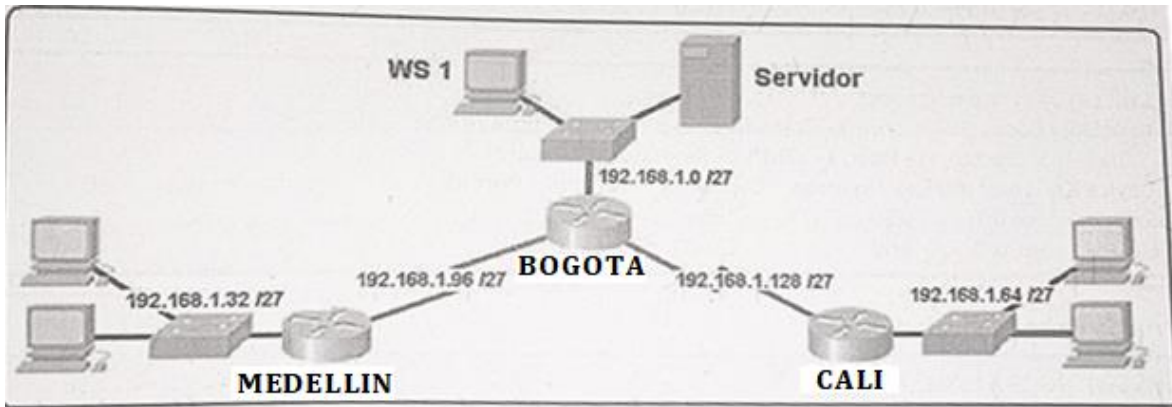 WS 1
Servidor
192.168.1.0 /27
BOGOTA
192.168.1.96 /27
192.168.1.128 /27
192.168.1.32 /27
192.168.1.64 /27
MEDELLIN
CALI